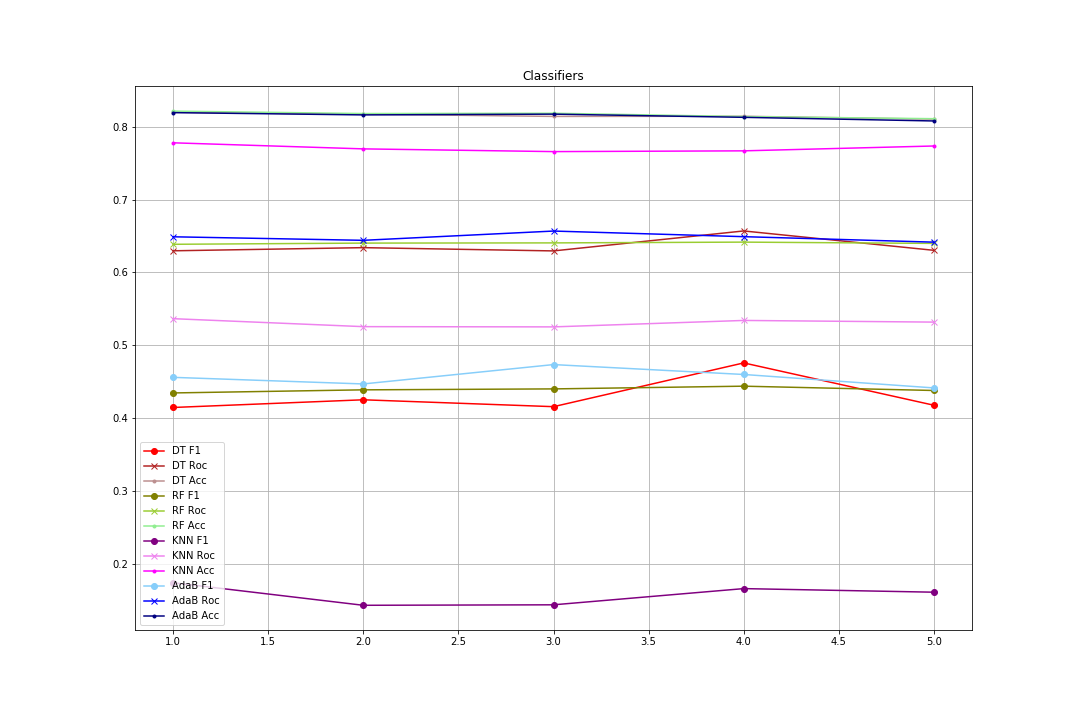 Classifiers
0.8
0.7
0.6
0.5
0.4
0.3
0.2
DT F1
DT Roc
DT Acc
RF F1
RF Roc
RF Acc
KNN F1
KNN Roc
KNN Acc
AdaB F1
AdaB Roc
AdaB Acc
1.0 1.5 2.0 2.5 3.0 3.5 4.0 4.5 5.0